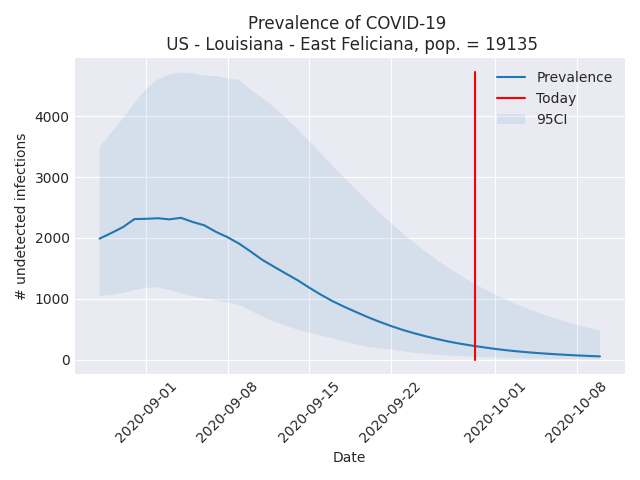 Prevalence of COVID-19
US - Louisiana - East Feliciana, pop. = 19135
Prevalence
Today
95CI
# undetected infections
4000
3000
2000
1000
0
2020-09-01
2020-09-08
2020-09-15
2020-09-22
2020-10-01
2020-10-08
Date